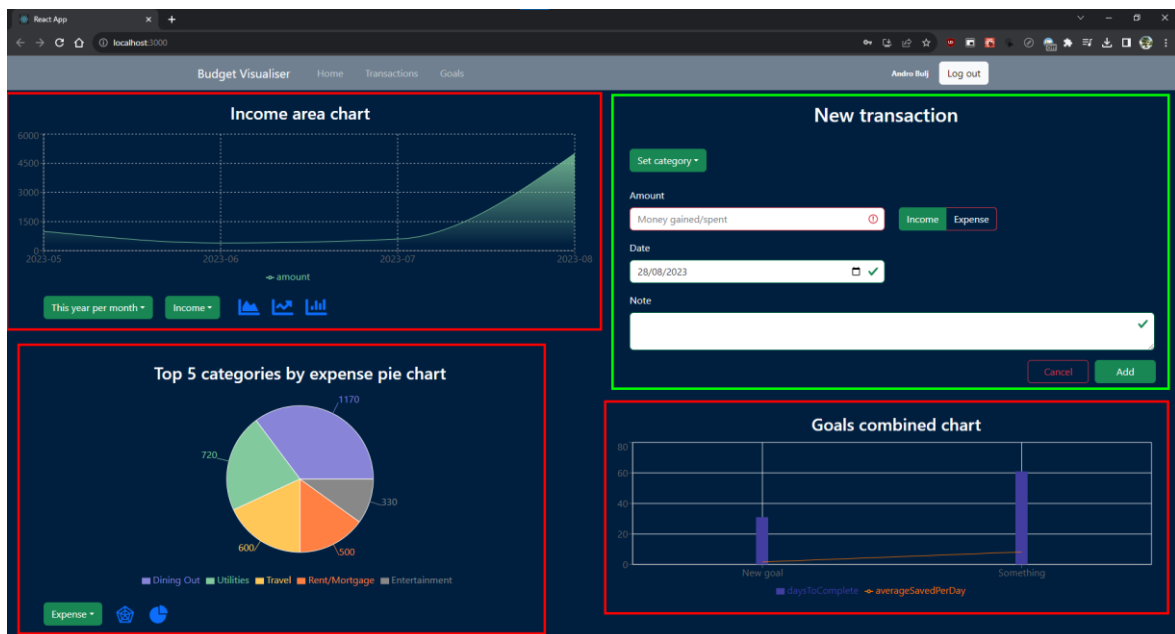 React App
localhost:3000
Budget Visualiser Home Transactions Goals Andro Bulj Log out
Income area chart
6000
4500
3000
1500
0
2023-05 2023-06 2023-07 2023-08
amount
This year per month Income
Top 5 categories by expense pie chart
1170
720
330
600 500
Dining Out Utilities Travel Rent/Mortgage Entertainment
Expense
New transaction
Set category
Amount
Money gained/spent Income Expense
Date
28/08/2023
Note
Cancel Add
Goals combined chart
80
60
40
20
0
New goal Something
daysToComplete averageSavedPerDay